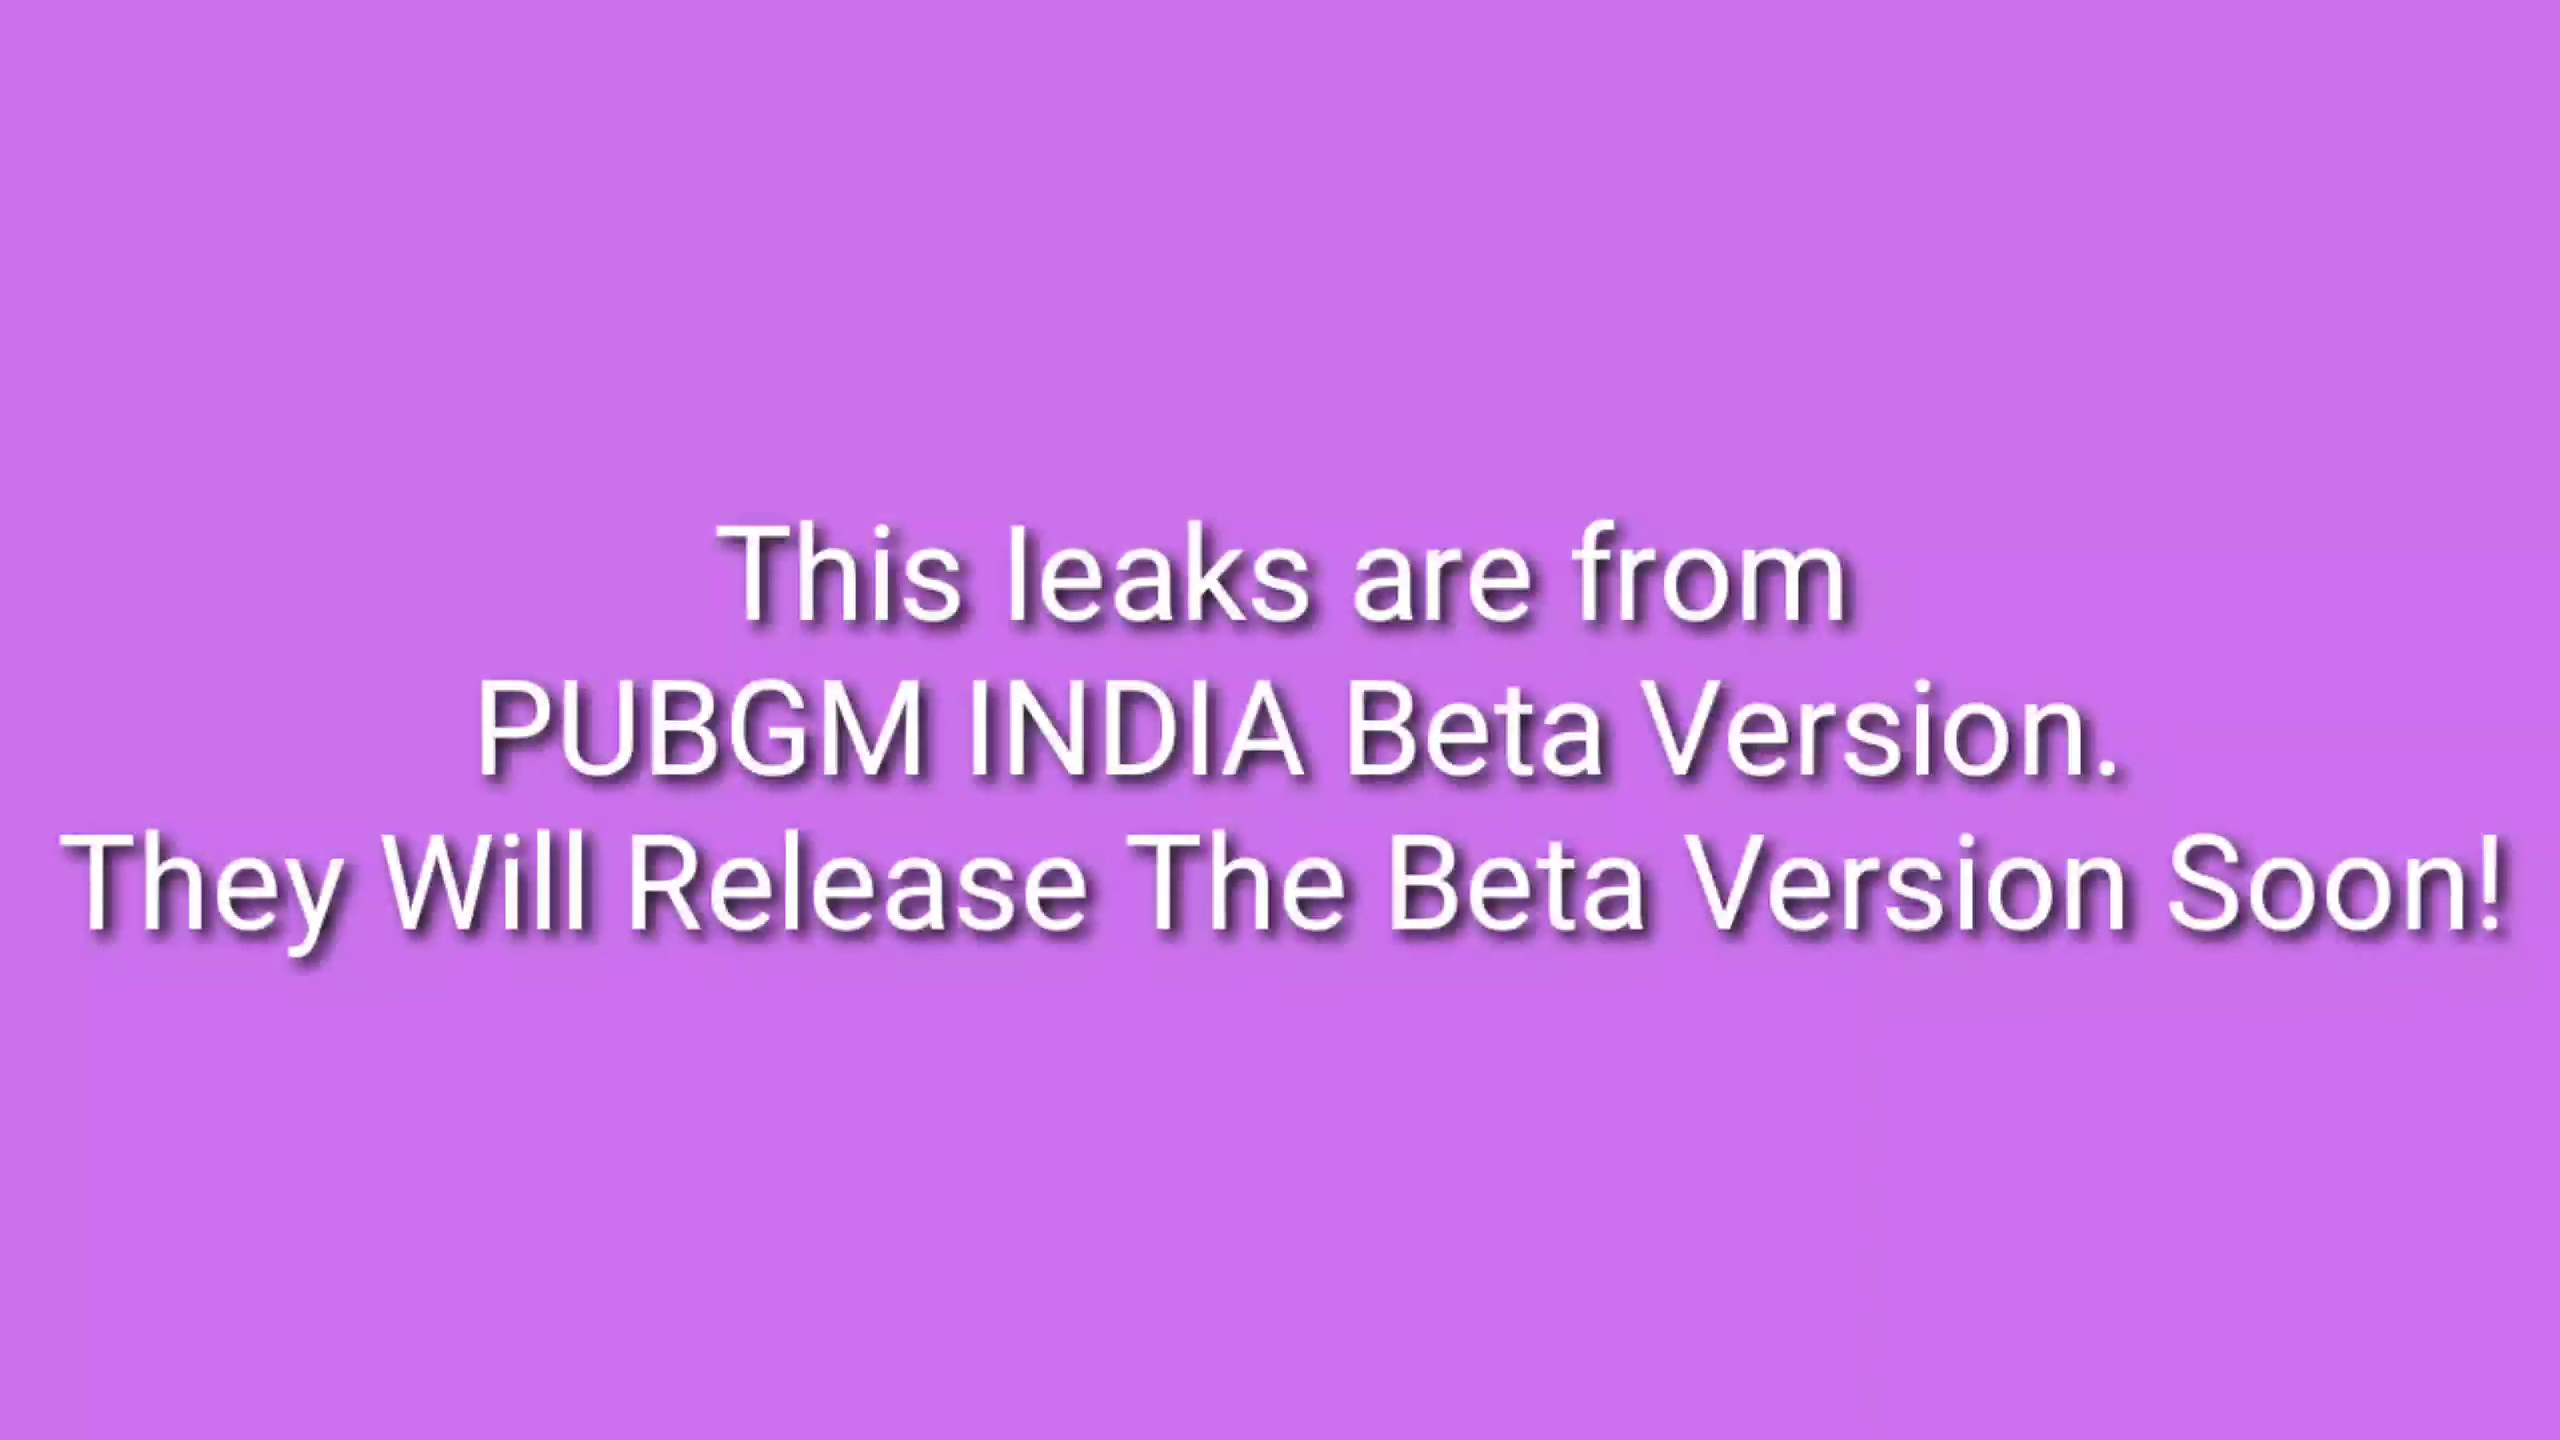 This leaks are from
PUBGM INDIA Beta Version.
They Will Release The Beta Version Soon!